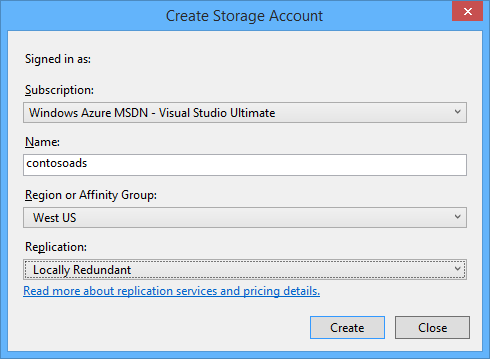 Create Storage Account
Signed in as:
Subscription:
Windows Azure MSDN - Visual Studio Ultimate
Name:
contosoads
Region or Affinity Group:
West US
Replication:
Locally Redundant
Read more about replication services and pricing details.
Create Close